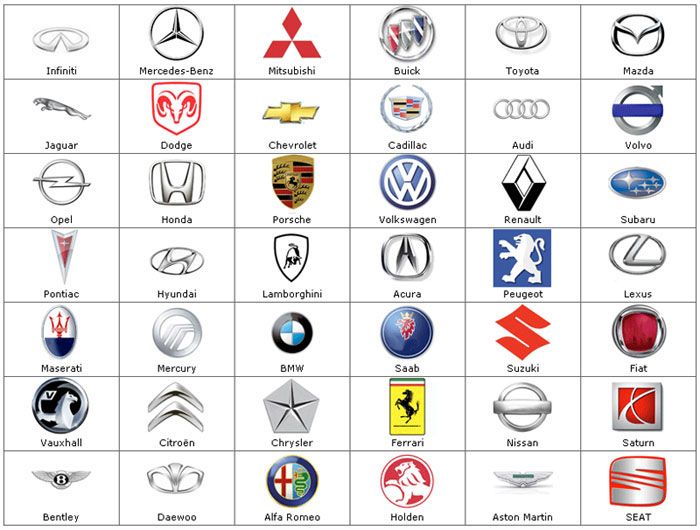 Infiniti
Mercedes-Benz
Mitsubishi
Buick
Toyota
Mazda
Jaguar
Dodge
Chevrolet
Cadillac
Audi
Volvo
Opel
Honda
Porsche
Volkswagen
Renault
Subaru
Pontiac
Hyundai
Lamborghini
Acura
Peugeot
Lexus
Maserati
Mercury
BMW
Saab
Suzuki
Fiat
Vauxhall
Citroën
Chrysler
Ferrari
Nissan
Saturn
Bentley
Daewoo
Alfa Romeo
Holden
Aston Martin
SEAT